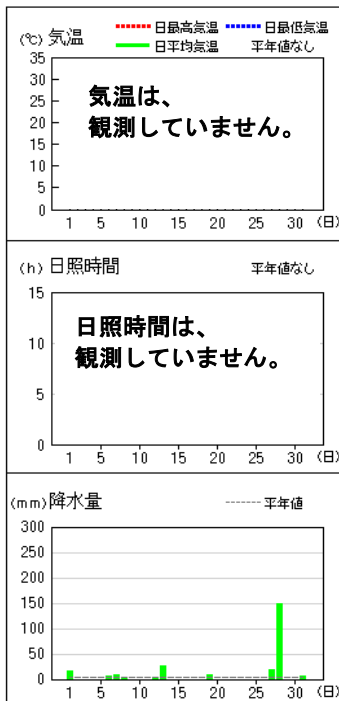 (℃) 気温 日最高気温 日最低気温
日平均気温 平年値なし
35
30
25
20
15
10
5
0
気温は、
観測していません。
1 5 10 15 20 25 30 (日)
(h) 日照時間 平年値なし
15
10
5
0
日照時間は、
観測していません。
1 5 10 15 20 25 30 (日)
(mm) 降水量 平年値
300
250
200
150
100
50
0
1 5 10 15 20 25 30 (日)